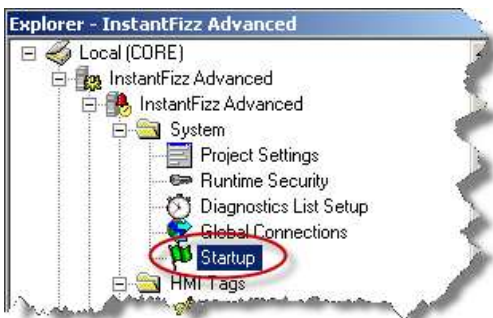 Explorer - InstantFizz Advanced
Local (CORE)
InstantFizz Advanced
InstantFizz Advanced
System
Project Settings
Runtime Security
Diagnostics List Setup
Global Connections
Startup
HMI Tags